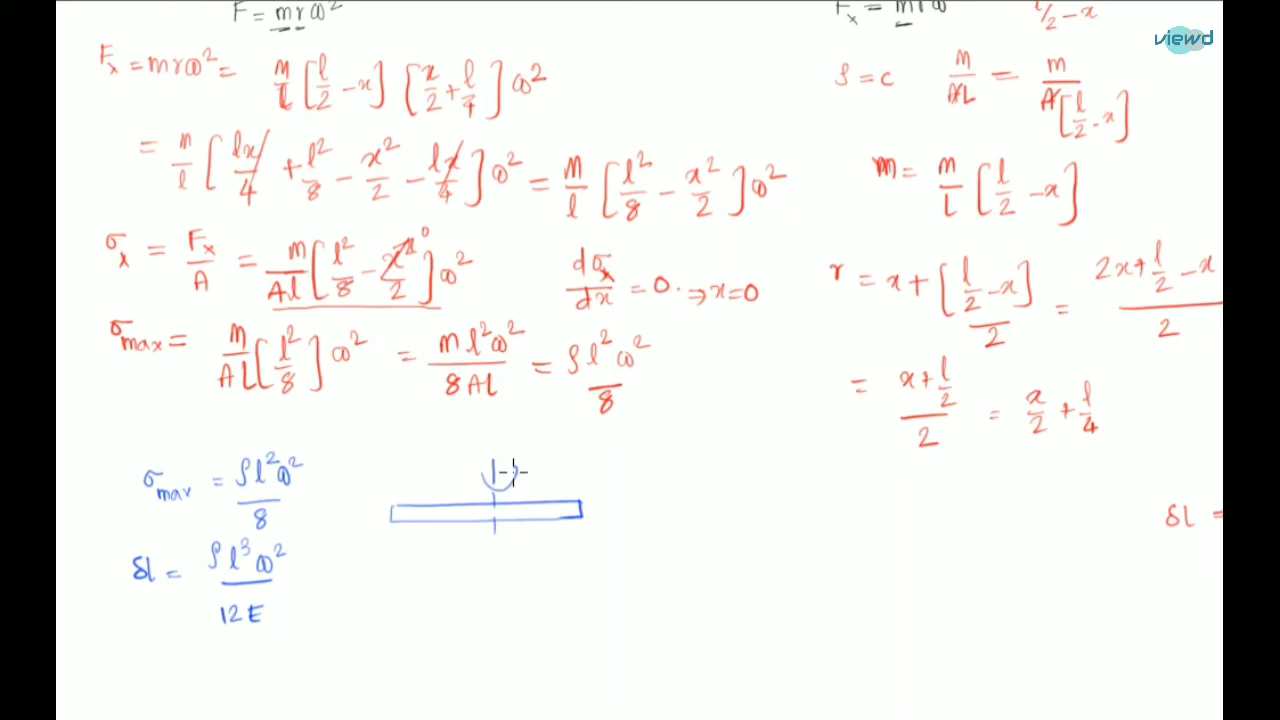 F = mrω²
Fₓ = mrω²
l/2 - x
viewd
Fₓ = mrω² = m/l [l/2 - x] [x/2 + l/4] ω²
= m/l [lx/4 + l²/8 - x²/2 - lx/4] ω² = m/l [l²/8 - x²/2] ω²
σₓ = Fₓ/A = m/Al [l²/8 - x²/2] ω²
0
dσₓ/dx = 0. ⇒ x=0
σmax = m/AL [l²/8] ω² = ml²ω²/8AL = ρl²ω²/8
ρ = c m/AL = m/A[l/2 - x]
m = m/L [l/2 - x]
r = x + [l/2 - x]/2 = 2x + l/2 - x/2
= x + l/2/2 = x/2 + l/4
σmax = ρl²ω²/8
δl = ρl³ω²/12E
δL =